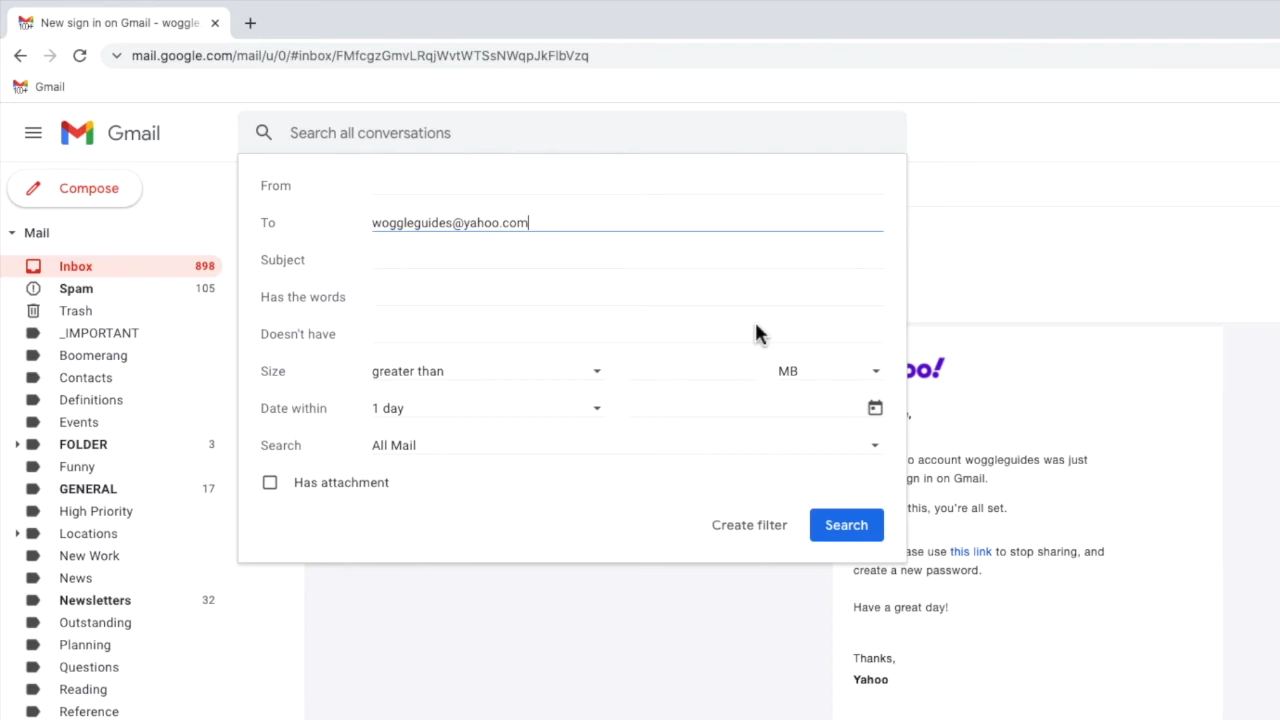 New sign in on Gmail - woggle
mail.google.com/mail/u/0/#inbox/FMfcgzGmvLRqjWvtWTSsNWqpJkFlbVzq
Gmail
Gmail
Search all conversations
Compose
Mail
Inbox 898
Spam 105
Trash
_IMPORTANT
Boomerang
Contacts
Definitions
Events
FOLDER 3
Funny
GENERAL 17
High Priority
Locations
New Work
News
Newsletters 32
Outstanding
Planning
Questions
Reading
Reference
From
To woggleguides@yahoo.com
Subject
Has the words
Doesn't have
Size greater than MB
Date within 1 day
Search All Mail
Has attachment
Create filter Search
oo!
,
o account woggleguides was just
gn in on Gmail.
this, you're all set.
ase use this link to stop sharing, and
create a new password.
Have a great day!
Thanks,
Yahoo